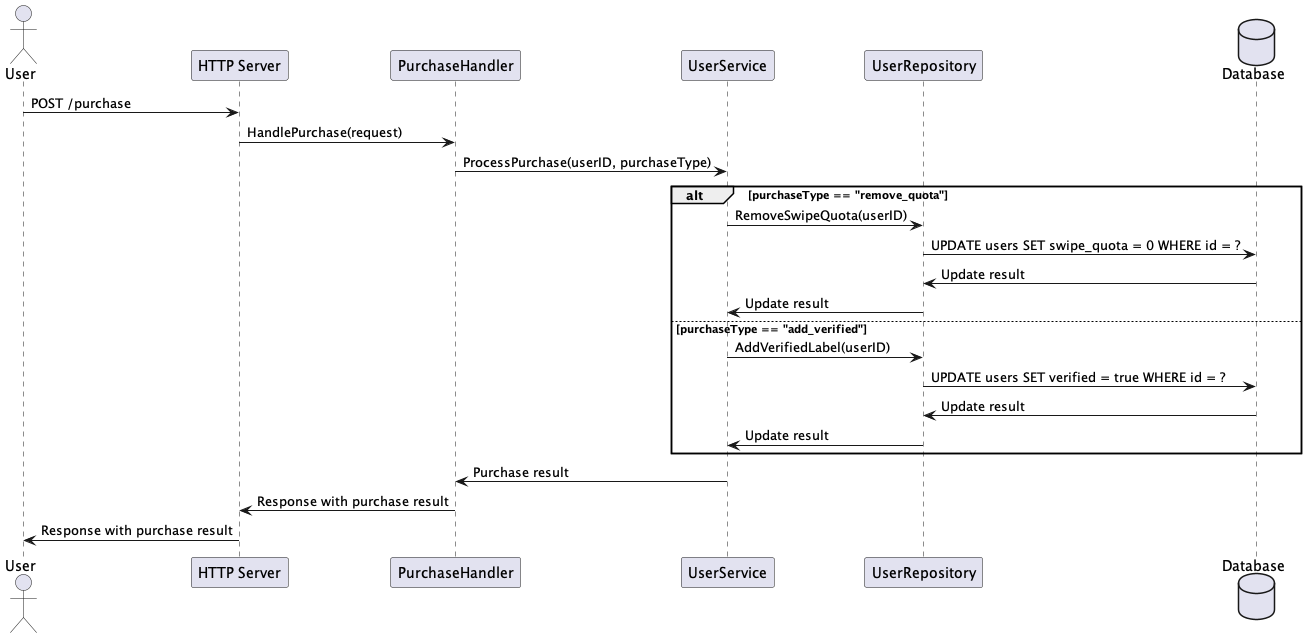 User
HTTP Server
PurchaseHandler
UserService
UserRepository
Database
POST /purchase
HandlePurchase(request)
ProcessPurchase(userID, purchaseType)
alt
[purchaseType == "remove_quota"]
RemoveSwipeQuota(userID)
UPDATE users SET swipe_quota = 0 WHERE id = ?
Update result
Update result
[purchaseType == "add_verified"]
AddVerifiedLabel(userID)
UPDATE users SET verified = true WHERE id = ?
Update result
Update result
Purchase result
Response with purchase result
Response with purchase result
User
HTTP Server
PurchaseHandler
UserService
UserRepository
Database